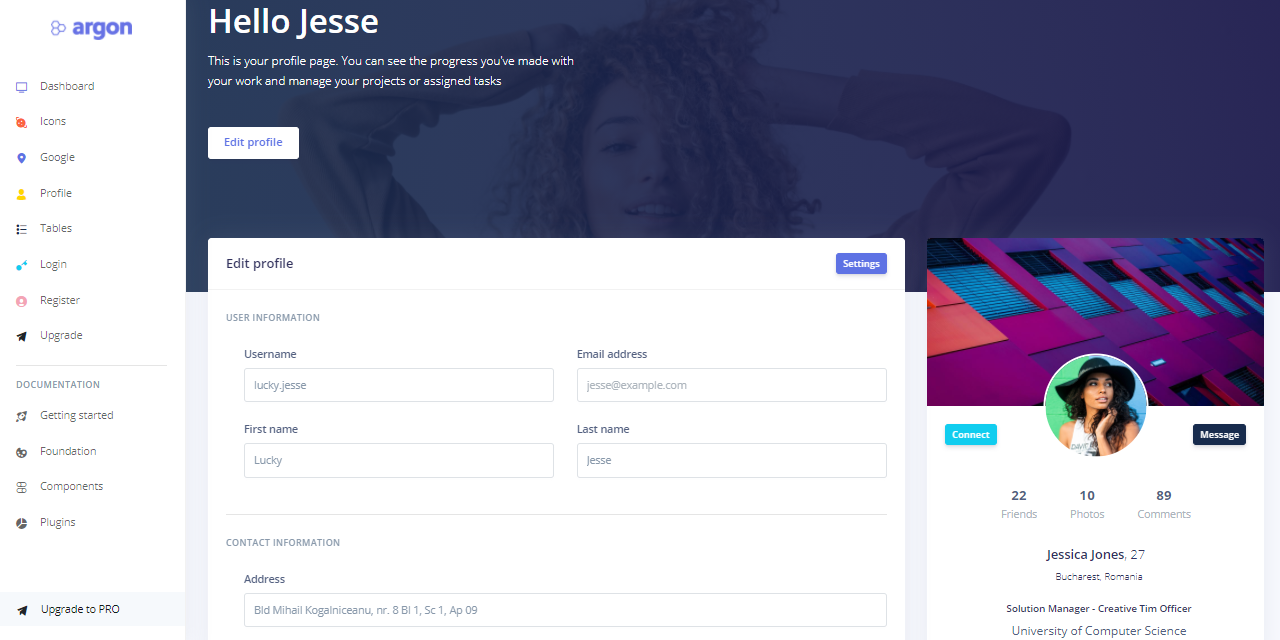 argon
Dashboard
Icons
Google
Profile
Tables
Login
Register
Upgrade
DOCUMENTATION
Getting started
Foundation
Components
Plugins
Upgrade to PRO
Hello Jesse
This is your profile page. You can see the progress you've made with
your work and manage your projects or assigned tasks
Edit profile
Edit profile
Settings
USER INFORMATION
Username
Email address
lucky.jesse
jesse@example.com
First name
Last name
Lucky
Jesse
CONTACT INFORMATION
Address
Bld Mihail Kogalniceanu, nr. 8 Bl 1, Sc 1, Ap 09
Connect
Message
22
10
89
Friends
Photos
Comments
Jessica Jones, 27
Bucharest, Romania
Solution Manager - Creative Tim Officer
University of Computer Science